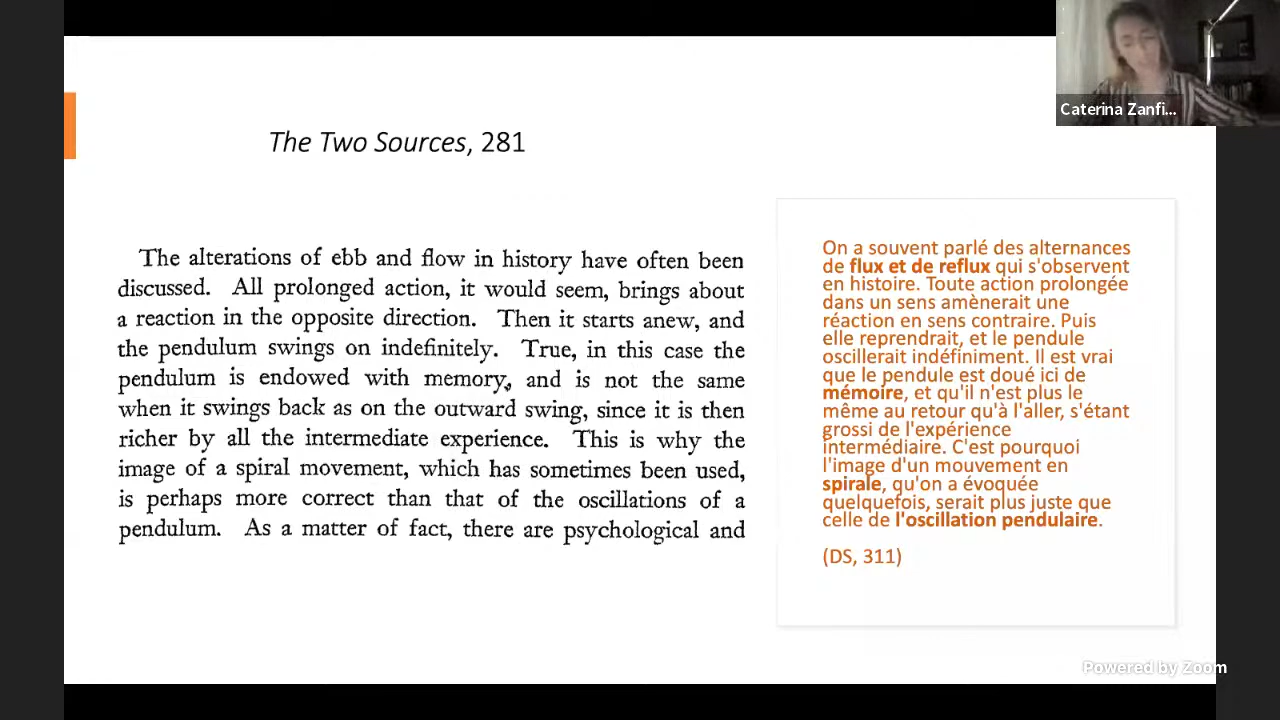 Caterina Zanfi...
The Two Sources, 281
The alterations of ebb and flow in history have often been
discussed. All prolonged action, it would seem, brings about
a reaction in the opposite direction. Then it starts anew, and
the pendulum swings on indefinitely. True, in this case the
pendulum is endowed with memory, and is not the same
when it swings back as on the outward swing, since it is then
richer by all the intermediate experience. This is why the
image of a spiral movement, which has sometimes been used,
is perhaps more correct than that of the oscillations of a
pendulum. As a matter of fact, there are psychological and
On a souvent parlé des alternances
de flux et de reflux qui s'observent
en histoire. Toute action prolongée
dans un sens amènerait une
réaction en sens contraire. Puis
elle reprendrait, et le pendule
oscillerait indéfiniment. Il est vrai
que le pendule est doué ici de
mémoire, et qu'il n'est plus le
même au retour qu'à l'aller, s'étant
grossi de l'expérience
intermédiaire. C'est pourquoi
l'image d'un mouvement en
spirale, qu'on a évoquée
quelquefois, serait plus juste que
celle de l'oscillation pendulaire.
(DS, 311)
Powered by Zoom